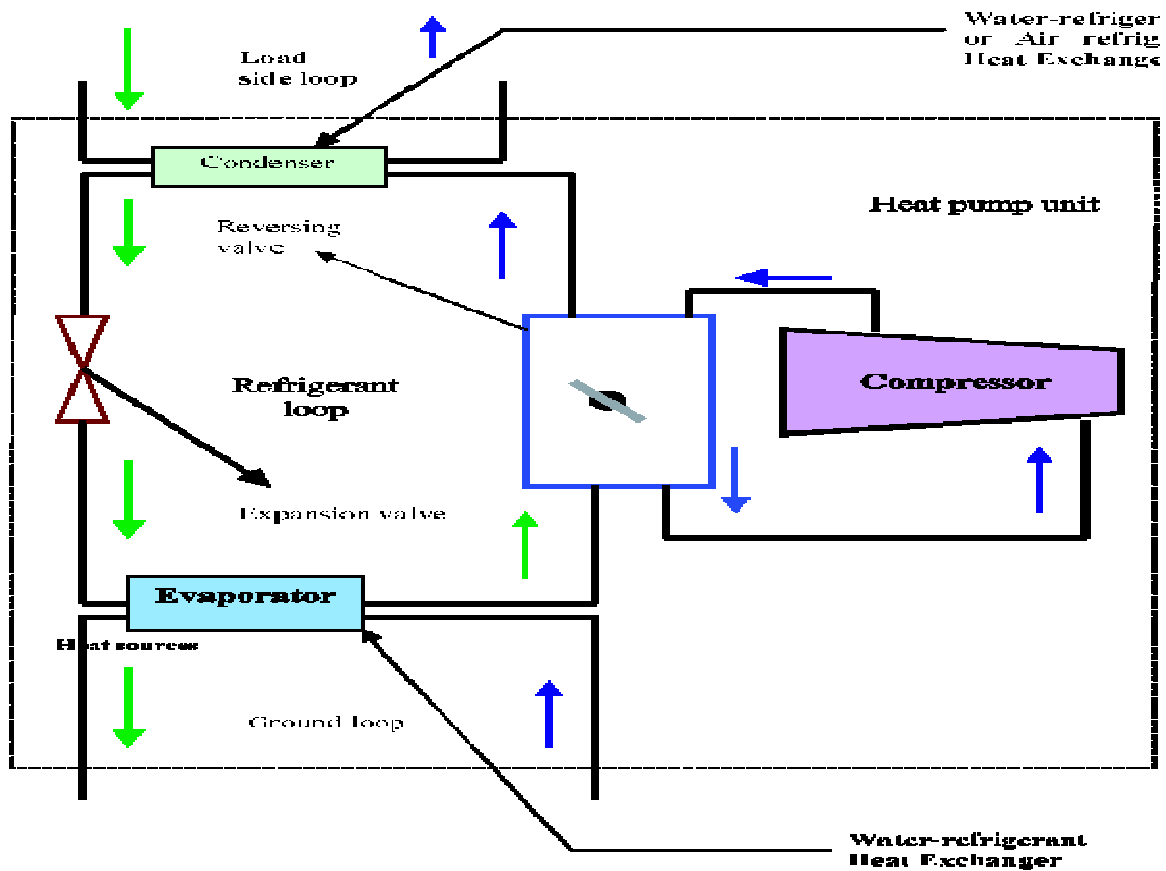 Water-refriger
or Air refrig
Heat Exchange
Load
side loop
Condenser
Reversing
valve
Heat pump unit
Refrigerant
loop
Compressor
Expansion valve
Evaporator
Heat sources
Ground loop
Water-refrigerant
Heat Exchanger